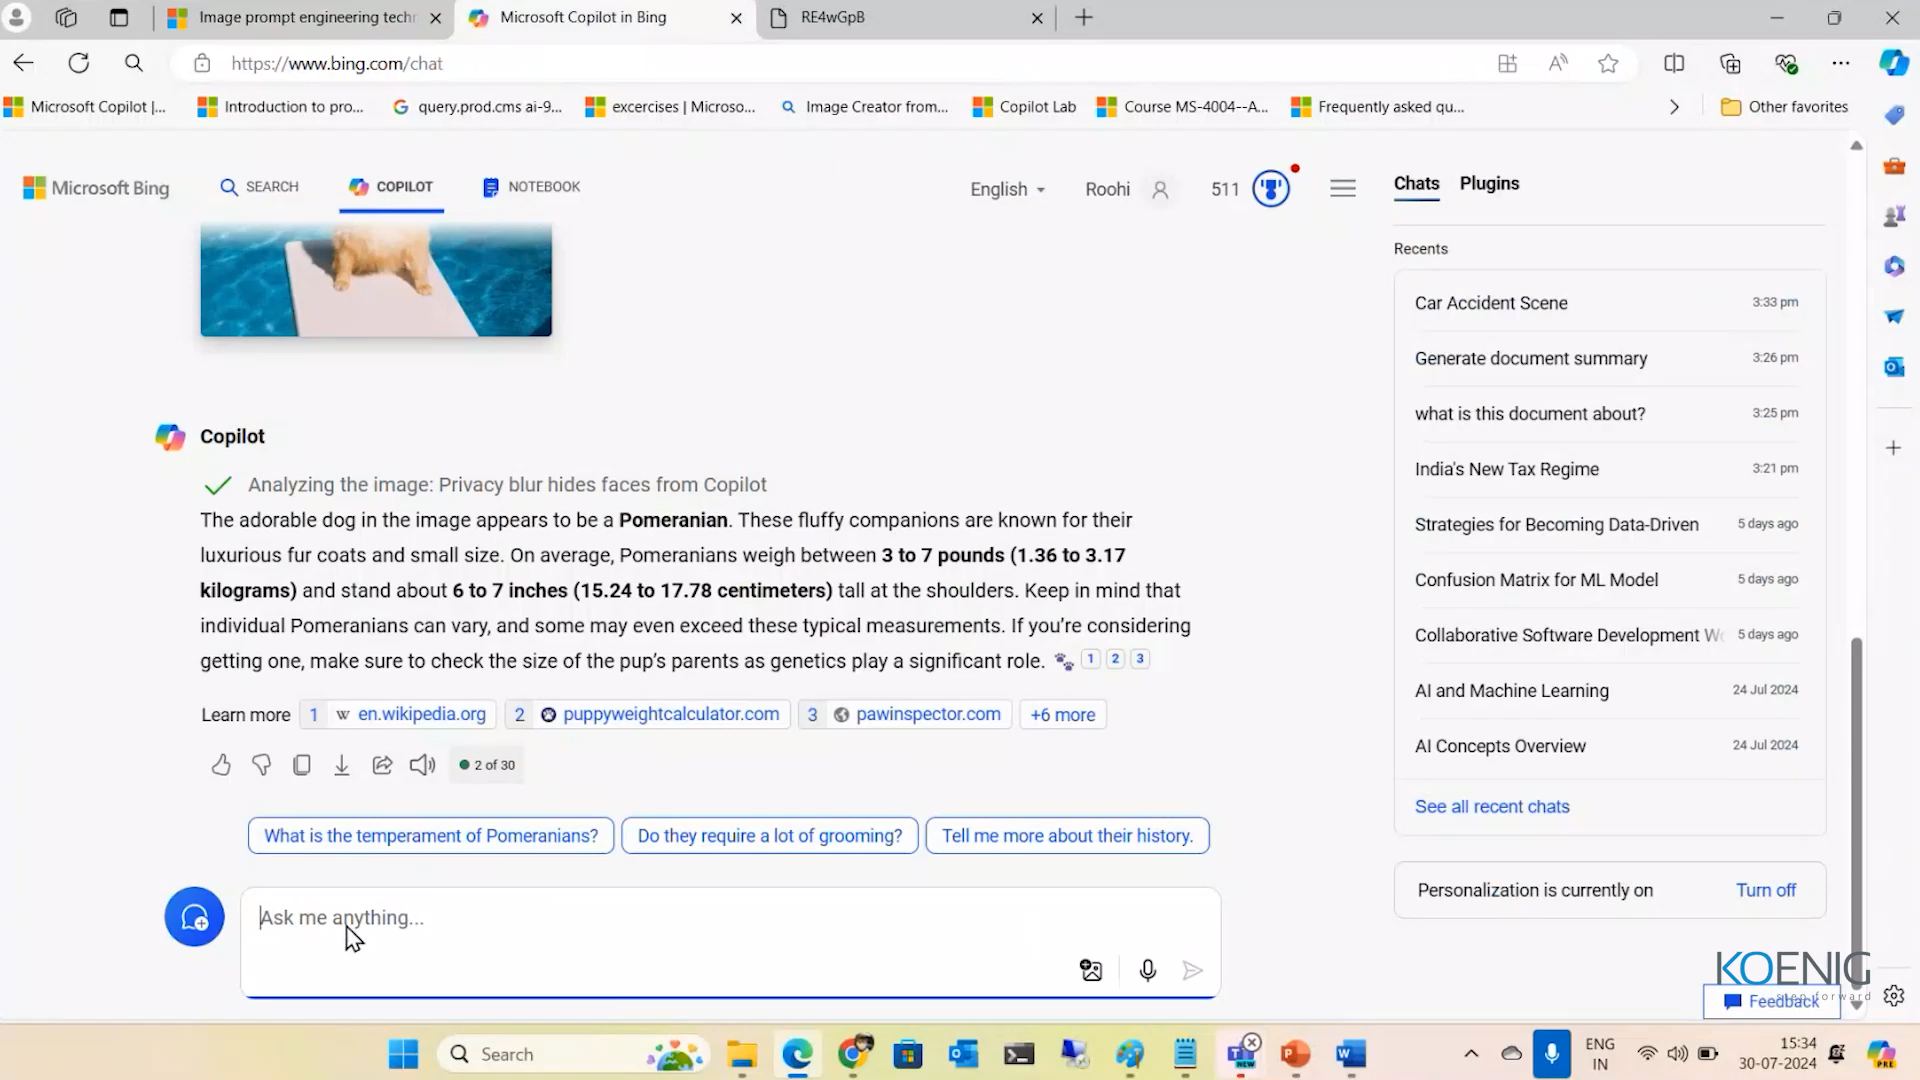 Image prompt engineering techr
Microsoft Copilot in Bing
RE4wGpB
https://www.bing.com/chat
Microsoft Copilot |...
Introduction to pro...
query.prod.cms ai-9...
excercises | Microso...
Image Creator from...
Copilot Lab
Course MS-4004--A...
Frequently asked qu...
Other favorites
Microsoft Bing
SEARCH
COPILOT
NOTEBOOK
English
Roohi
511
Chats
Plugins
Recents
Car Accident Scene 3:33 pm
Generate document summary 3:26 pm
what is this document about? 3:25 pm
India's New Tax Regime 3:21 pm
Strategies for Becoming Data-Driven 5 days ago
Confusion Matrix for ML Model 5 days ago
Collaborative Software Development 5 days ago
AI and Machine Learning 24 Jul 2024
AI Concepts Overview 24 Jul 2024
See all recent chats
Personalization is currently on Turn off
Copilot
Analyzing the image: Privacy blur hides faces from Copilot
The adorable dog in the image appears to be a Pomeranian. These fluffy companions are known for their
luxurious fur coats and small size. On average, Pomeranians weigh between 3 to 7 pounds (1.36 to 3.17
kilograms) and stand about 6 to 7 inches (15.24 to 17.78 centimeters) tall at the shoulders. Keep in mind that
individual Pomeranians can vary, and some may even exceed these typical measurements. If you're considering
getting one, make sure to check the size of the pup's parents as genetics play a significant role. 1 2 3
Learn more 1 W en.wikipedia.org 2 puppyweightcalculator.com 3 pawinspector.com +6 more
2 of 30
What is the temperament of Pomeranians?
Do they require a lot of grooming?
Tell me more about their history.
Ask me anything...
KOENIG
step forward
Feedback
Search
NEW
ENG
IN
15:34
30-07-2024
PRE